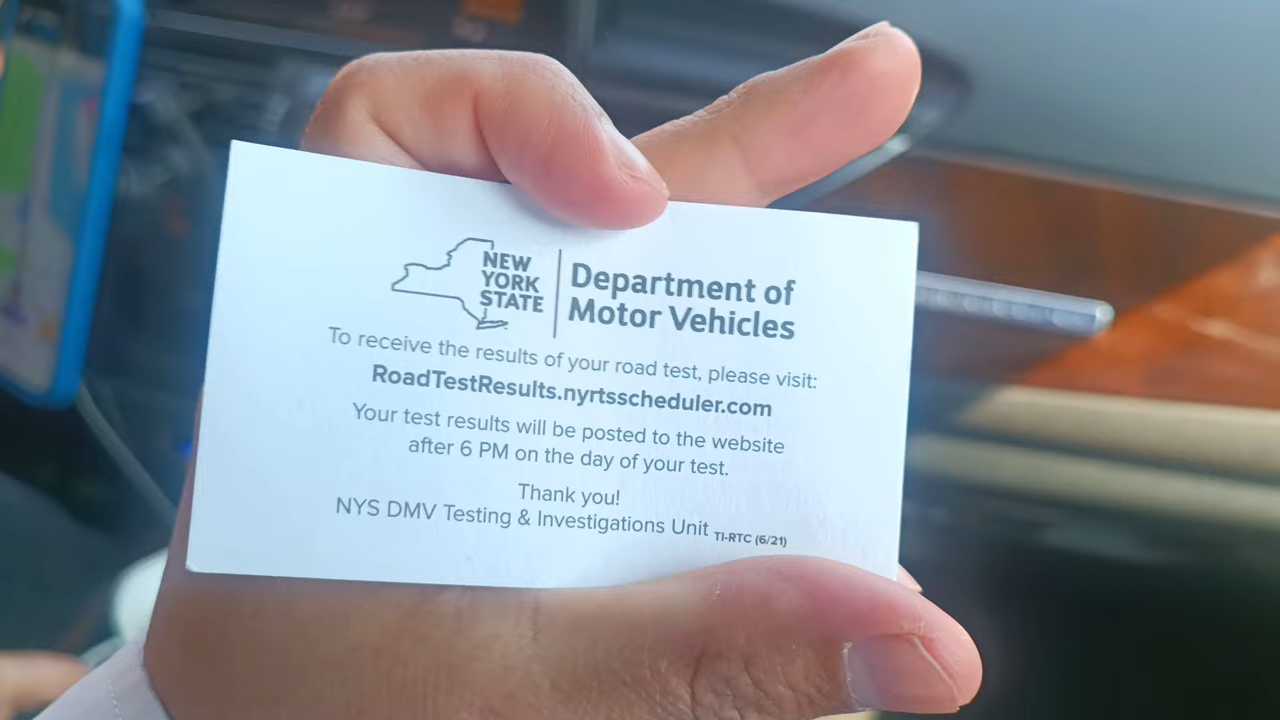 NEW
YORK
STATE
Department of
Motor Vehicles
To receive the results of your road test, please visit:
RoadTestResults.nyrtsscheduler.com
Your test results will be posted to the website
after 6 PM on the day of your test.
Thank you!
NYS DMV Testing & Investigations Unit TI-RTC (6/21)